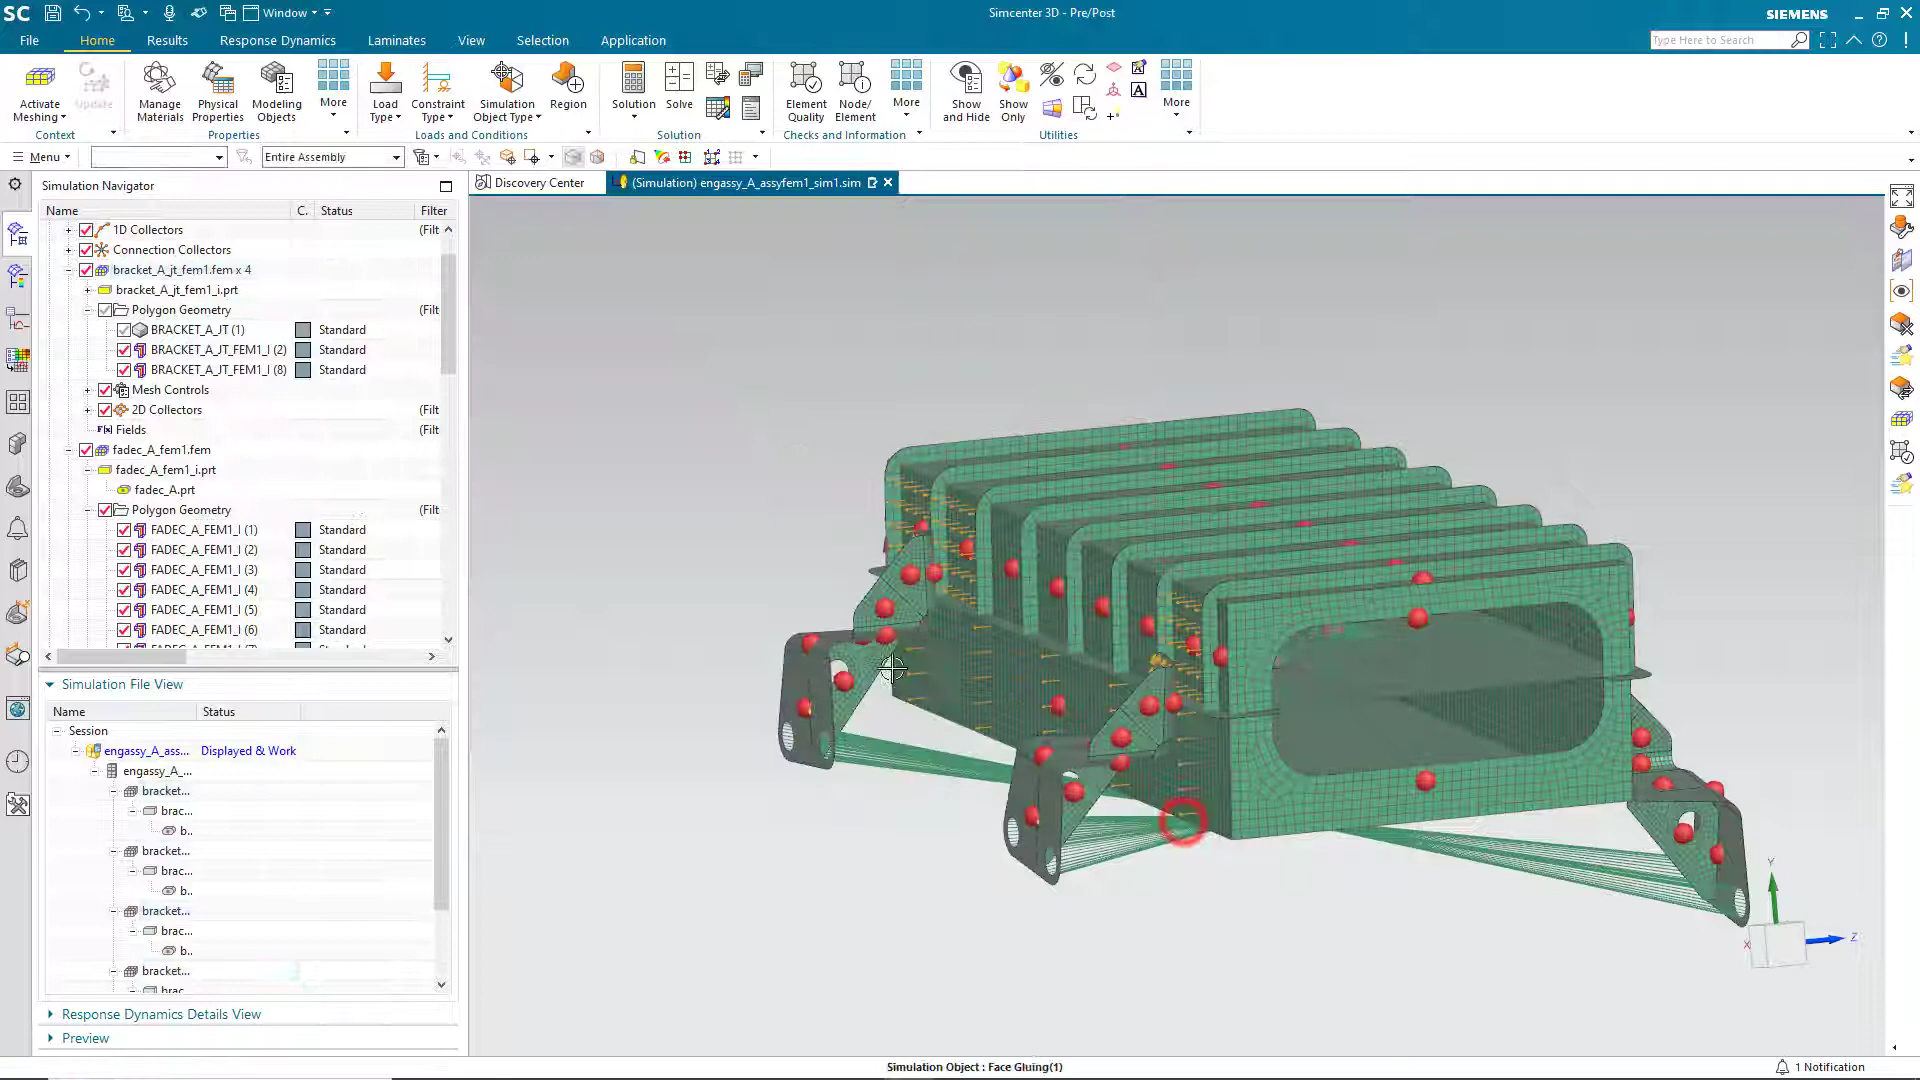 SC
Window
Simcenter 3D - Pre/Post
SIEMENS
File
Home
Results
Response Dynamics
Laminates
View
Selection
Application
Type Here to Search
Activate
Meshing
Update
Manage
Materials
Physical
Properties
Modeling
Objects
More
Load
Type
Constraint
Type
Simulation
Object Type
Region
Solution
Solve
Element
Quality
Node/
Element
More
Show
and Hide
Show
Only
More
Context
Properties
Loads and Conditions
Solution
Checks and Information
Utilities
Menu
Entire Assembly
Simulation Navigator
Discovery Center
(Simulation) engassy_A_assyfem1_sim1.sim
Name C. Status Filter
1D Collectors (Filt
Connection Collectors
bracket_A_jt_fem1.fem x 4
bracket_A_jt_fem1_i.prt
Polygon Geometry (Filt
BRACKET_A_JT (1) Standard
BRACKET_A_JT_FEM1_I (2) Standard
BRACKET_A_JT_FEM1_I (8) Standard
Mesh Controls
2D Collectors (Filt
Fields
fadec_A_fem1.fem
fadec_A_fem1_i.prt
fadec_A.prt
Polygon Geometry (Filt
FADEC_A_FEM1_I (1) Standard
FADEC_A_FEM1_I (2) Standard
FADEC_A_FEM1_I (3) Standard
FADEC_A_FEM1_I (4) Standard
FADEC_A_FEM1_I (5) Standard
FADEC_A_FEM1_I (6) Standard
Simulation File View
Name Status
Session
engassy_A_ass... Displayed & Work
engassy_A_...
bracket...
brac...
b..
bracket...
brac...
b..
bracket...
brac...
b..
bracket...
brac...
Response Dynamics Details View
Preview
Y
X
Z
Simulation Object : Face Gluing(1)
1 Notification